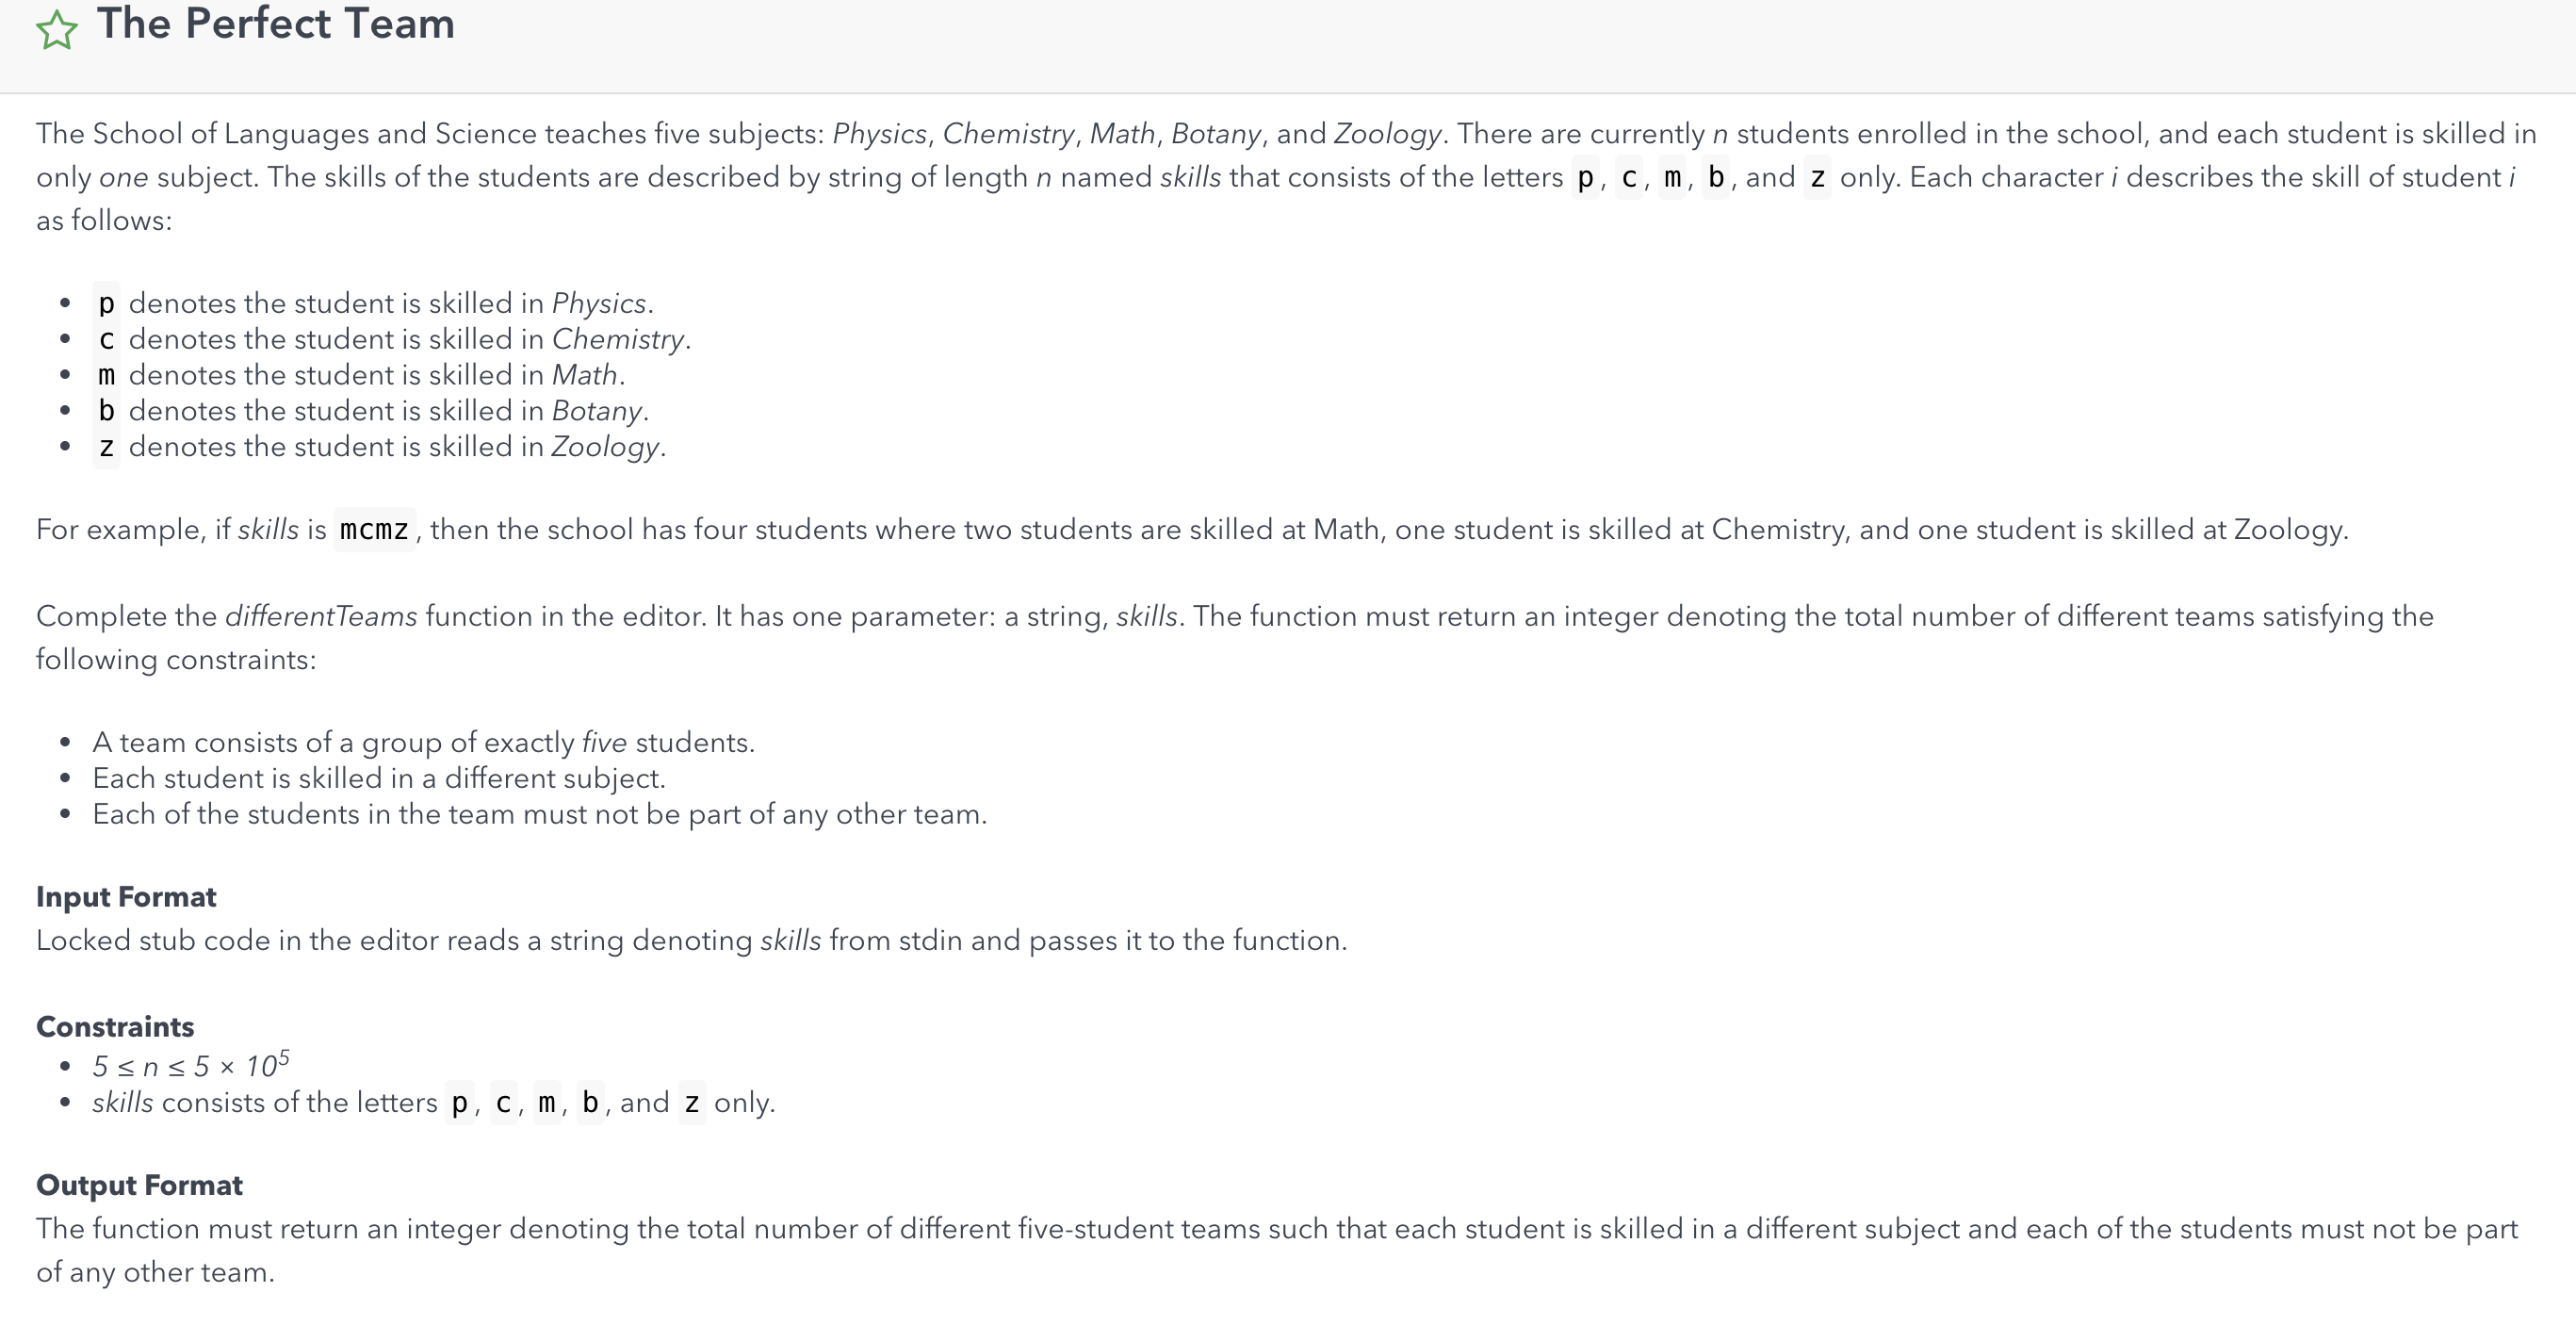 The Perfect Team
The School of Languages and Science teaches five subjects: Physics, Chemistry, Math, Botany, and Zoology. There are currently n students enrolled in the school, and each student is skilled in
only one subject. The skills of the students are described by string of length n named skills that consists of the letters p, c, m, b, and z only. Each character i describes the skill of student i
as follows:
• p denotes the student is skilled in Physics.
• c denotes the student is skilled in Chemistry.
• m denotes the student is skilled in Math.
• b denotes the student is skilled in Botany.
• z denotes the student is skilled in Zoology.
For example, if skills is mcmz, then the school has four students where two students are skilled at Math, one student is skilled at Chemistry, and one student is skilled at Zoology.
Complete the differentTeams function in the editor. It has one parameter: a string, skills. The function must return an integer denoting the total number of different teams satisfying the
following constraints:
• A team consists of a group of exactly five students.
• Each student is skilled in a different subject.
• Each of the students in the team must not be part of any other team.
Input Format
Locked stub code in the editor reads a string denoting skills from stdin and passes it to the function.
Constraints
• 5 ≤ n ≤ 5 × 10⁵
• skills consists of the letters p, c, m, b, and z only.
Output Format
The function must return an integer denoting the total number of different five-student teams such that each student is skilled in a different subject and each of the students must not be part
of any other team.